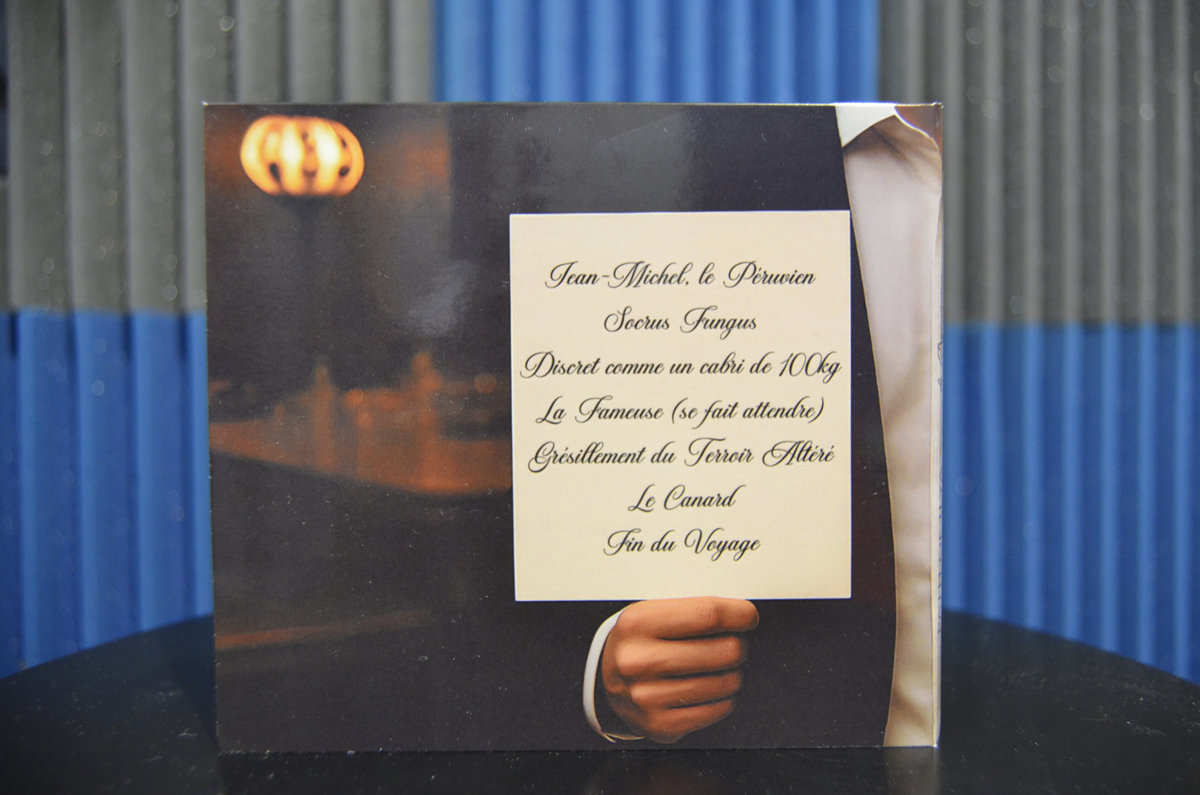 Jean-Michel, le Péruvien
Socrus Fungus
Discret comme un cabri de 100kg
La Fameuse (se fait attendre)
Grésillement du Terroir Altéré
Le Canard
Fin du Voyage